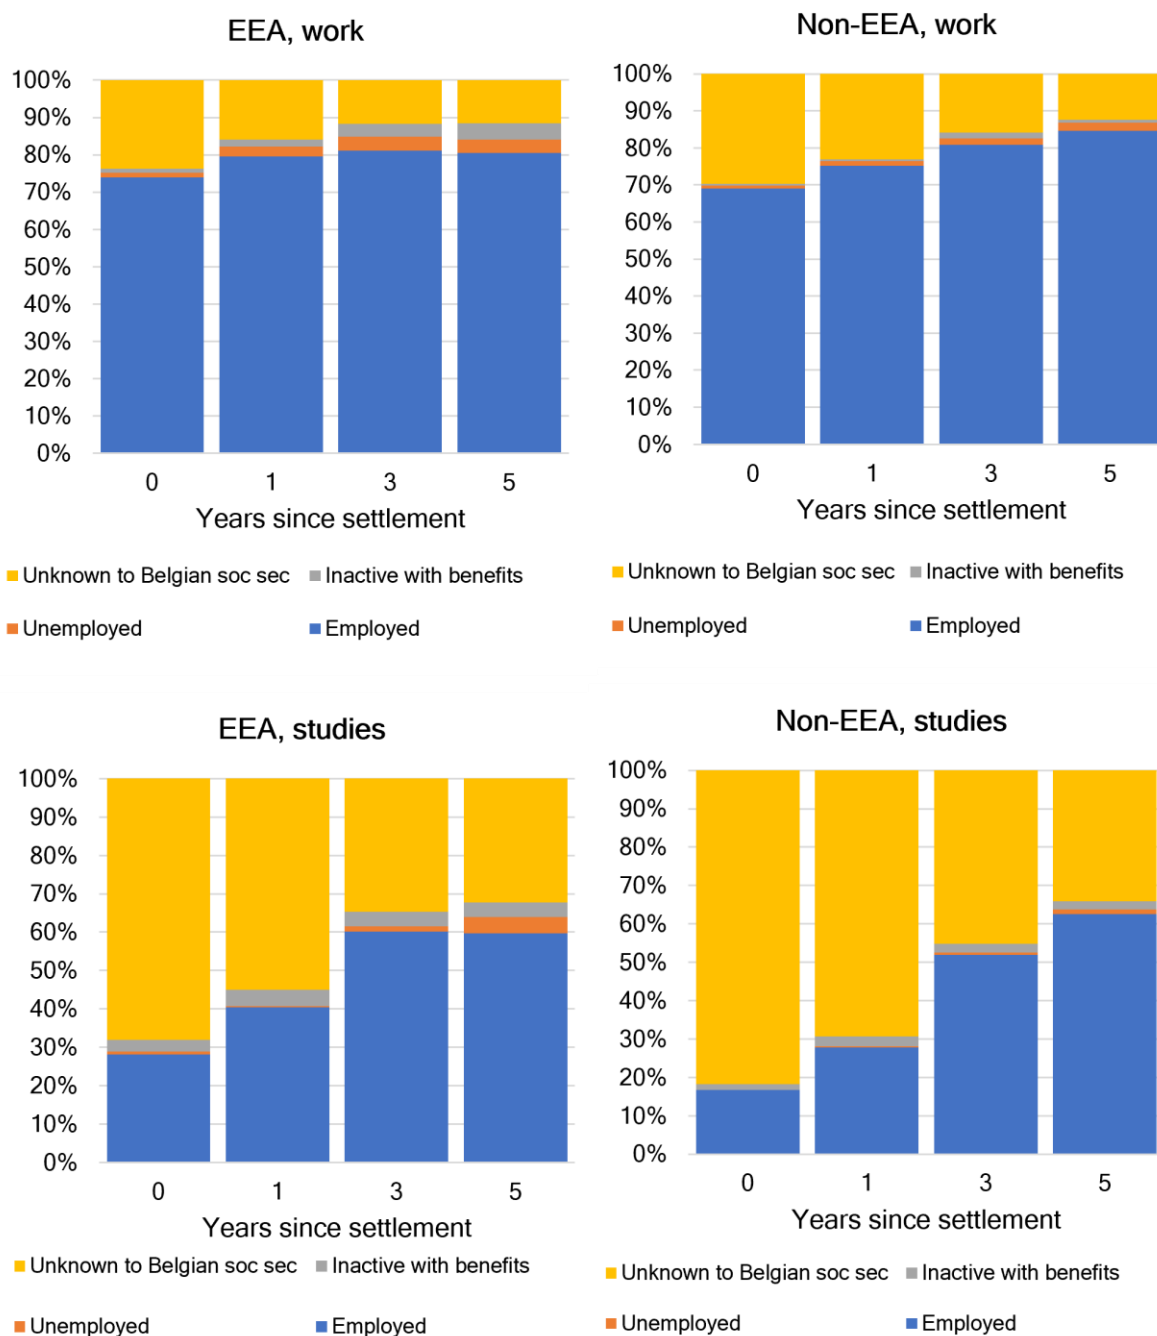 EEA, work
100%
90%
80%
70%
60%
50%
40%
30%
20%
10%
0%
0 1 3 5
Years since settlement
Unknown to Belgian soc sec Inactive with benefits
Unemployed Employed
Non-EEA, work
100%
90%
80%
70%
60%
50%
40%
30%
20%
10%
0%
0 1 3 5
Years since settlement
Unknown to Belgian soc sec Inactive with benefits
Unemployed Employed
EEA, studies
100%
90%
80%
70%
60%
50%
40%
30%
20%
10%
0%
0 1 3 5
Years since settlement
Unknown to Belgian soc sec Inactive with benefits
Unemployed Employed
Non-EEA, studies
100%
90%
80%
70%
60%
50%
40%
30%
20%
10%
0%
0 1 3 5
Years since settlement
Unknown to Belgian soc sec Inactive with benefits
Unemployed Employed